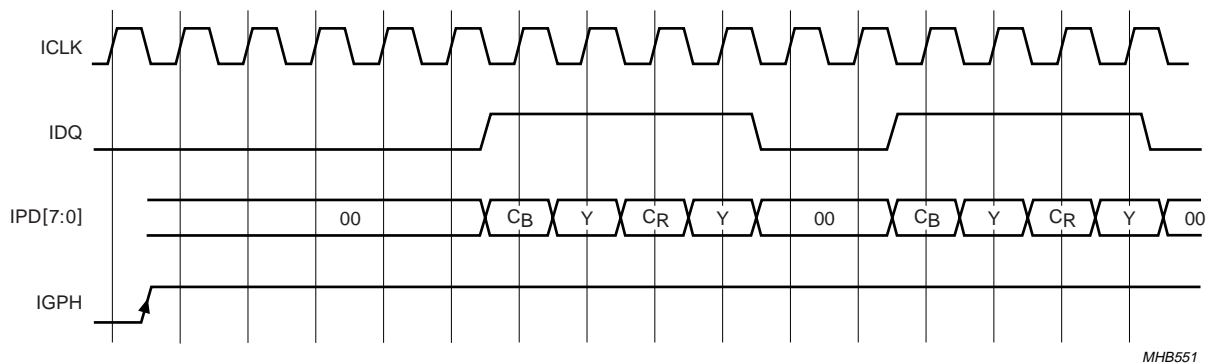 ICLK
IDQ
IPD[7:0] 00 CB Y CR Y 00 CB Y CR Y 00
IGPH
MHB551